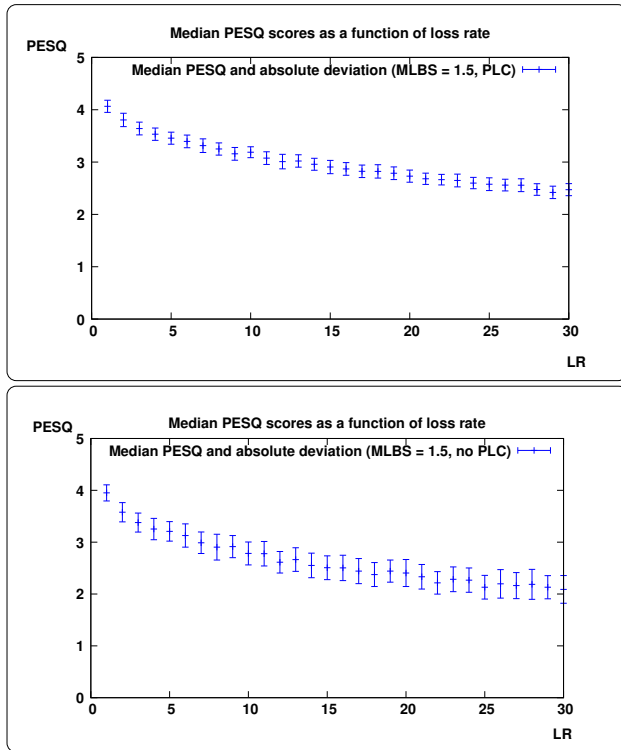 Median PESQ scores as a function of loss rate
PESQ
5
Median PESQ and absolute deviation (MLBS = 1.5, PLC)
4
3
2
1
0
0 5 10 15 20 25 30
LR
Median PESQ scores as a function of loss rate
PESQ
5
Median PESQ and absolute deviation (MLBS = 1.5, no PLC)
4
3
2
1
0
0 5 10 15 20 25 30
LR